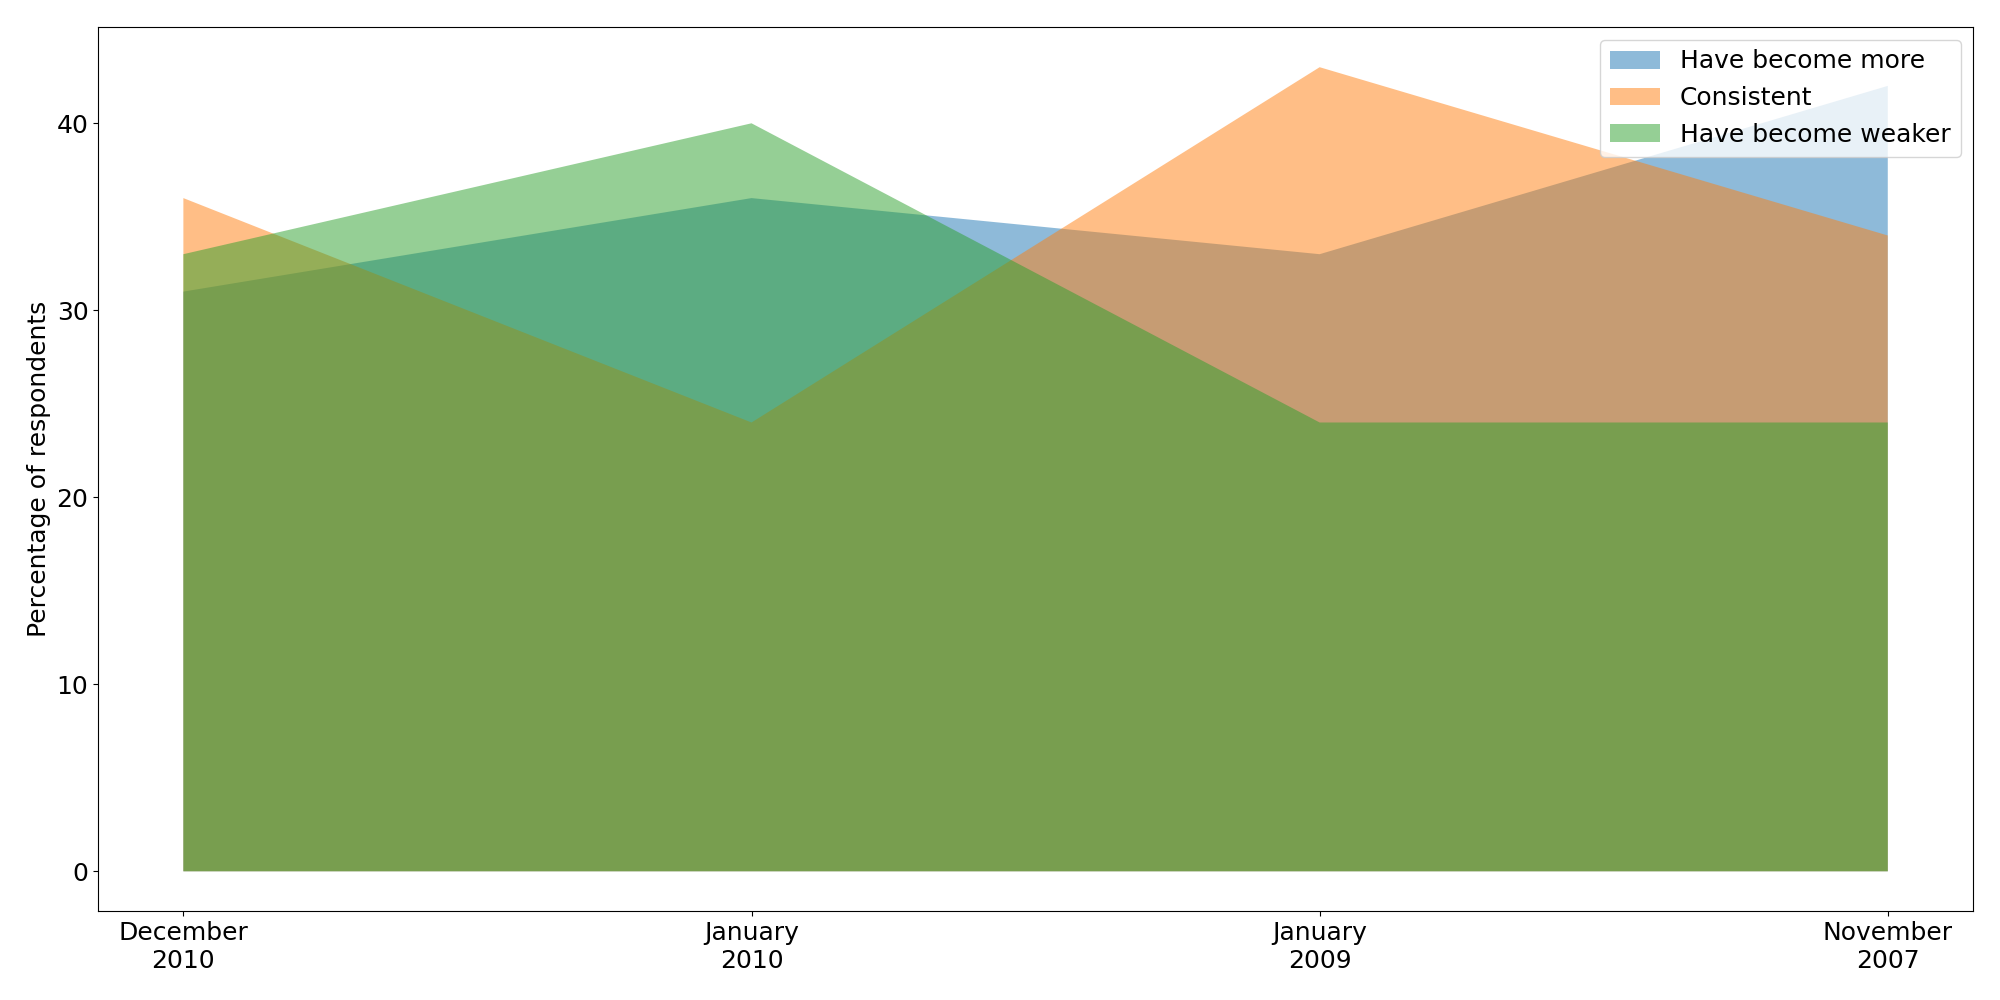 Have become more
Consistent
Have become weaker
Percentage of respondents
40
30
20
10
0
December
2010
January
2010
January
2009
November
2007